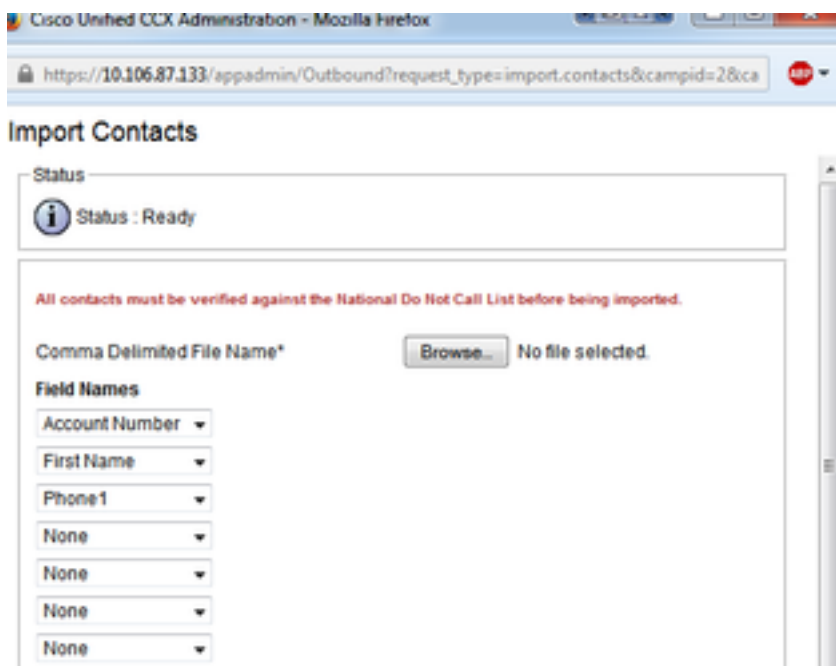 Cisco Unified CCX Administration - Mozilla Firefox
https://10.106.87.133/appadmin/Outbound?request_type=import.contacts&campid=2&ca
ABP
Import Contacts
Status
i Status : Ready
All contacts must be verified against the National Do Not Call List before being imported.
Comma Delimited File Name* Browse... No file selected.
Field Names
Account Number
First Name
Phone1
None
None
None
None